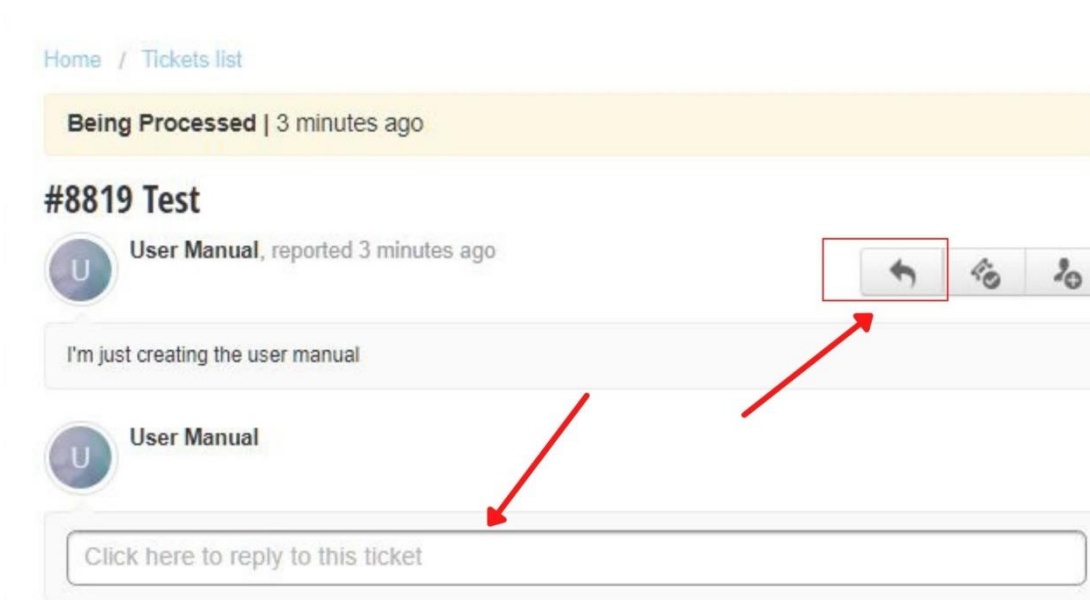 Home / Tickets list
Being Processed | 3 minutes ago
#8819 Test
U
User Manual, reported 3 minutes ago
I'm just creating the user manual
U
User Manual
Click here to reply to this ticket